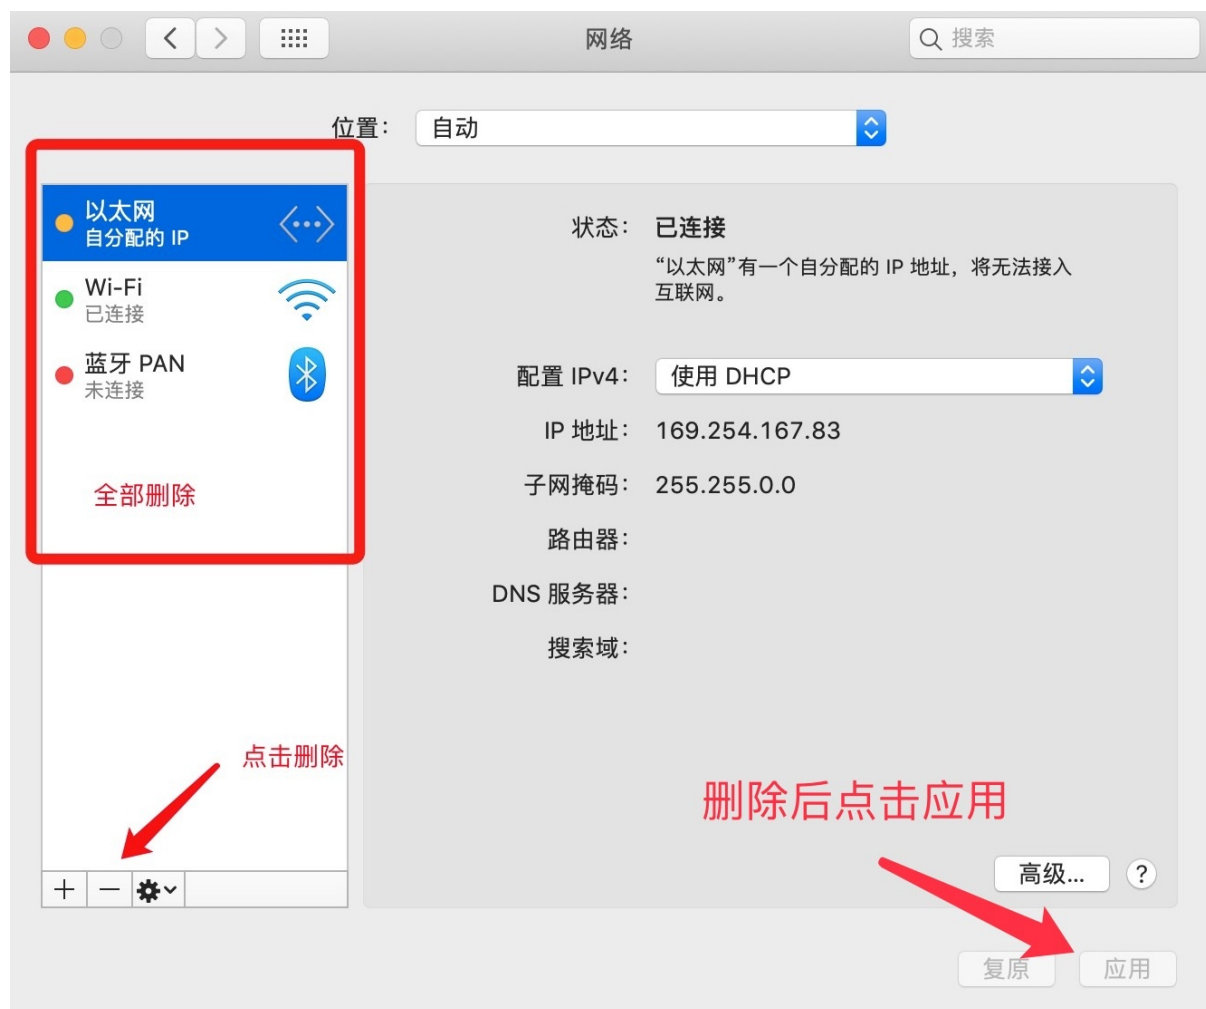 网络
搜索
位置：
自动
以太网
自分配的 IP
Wi-Fi
已连接
蓝牙 PAN
未连接
全部删除
点击删除
状态：
已连接
“以太网”有一个自分配的 IP 地址，将无法接入
互联网。
配置 IPv4：
使用 DHCP
IP 地址：
169.254.167.83
子网掩码：
255.255.0.0
路由器：
DNS 服务器：
搜索域：
删除后点击应用
高级...
?
复原
应用